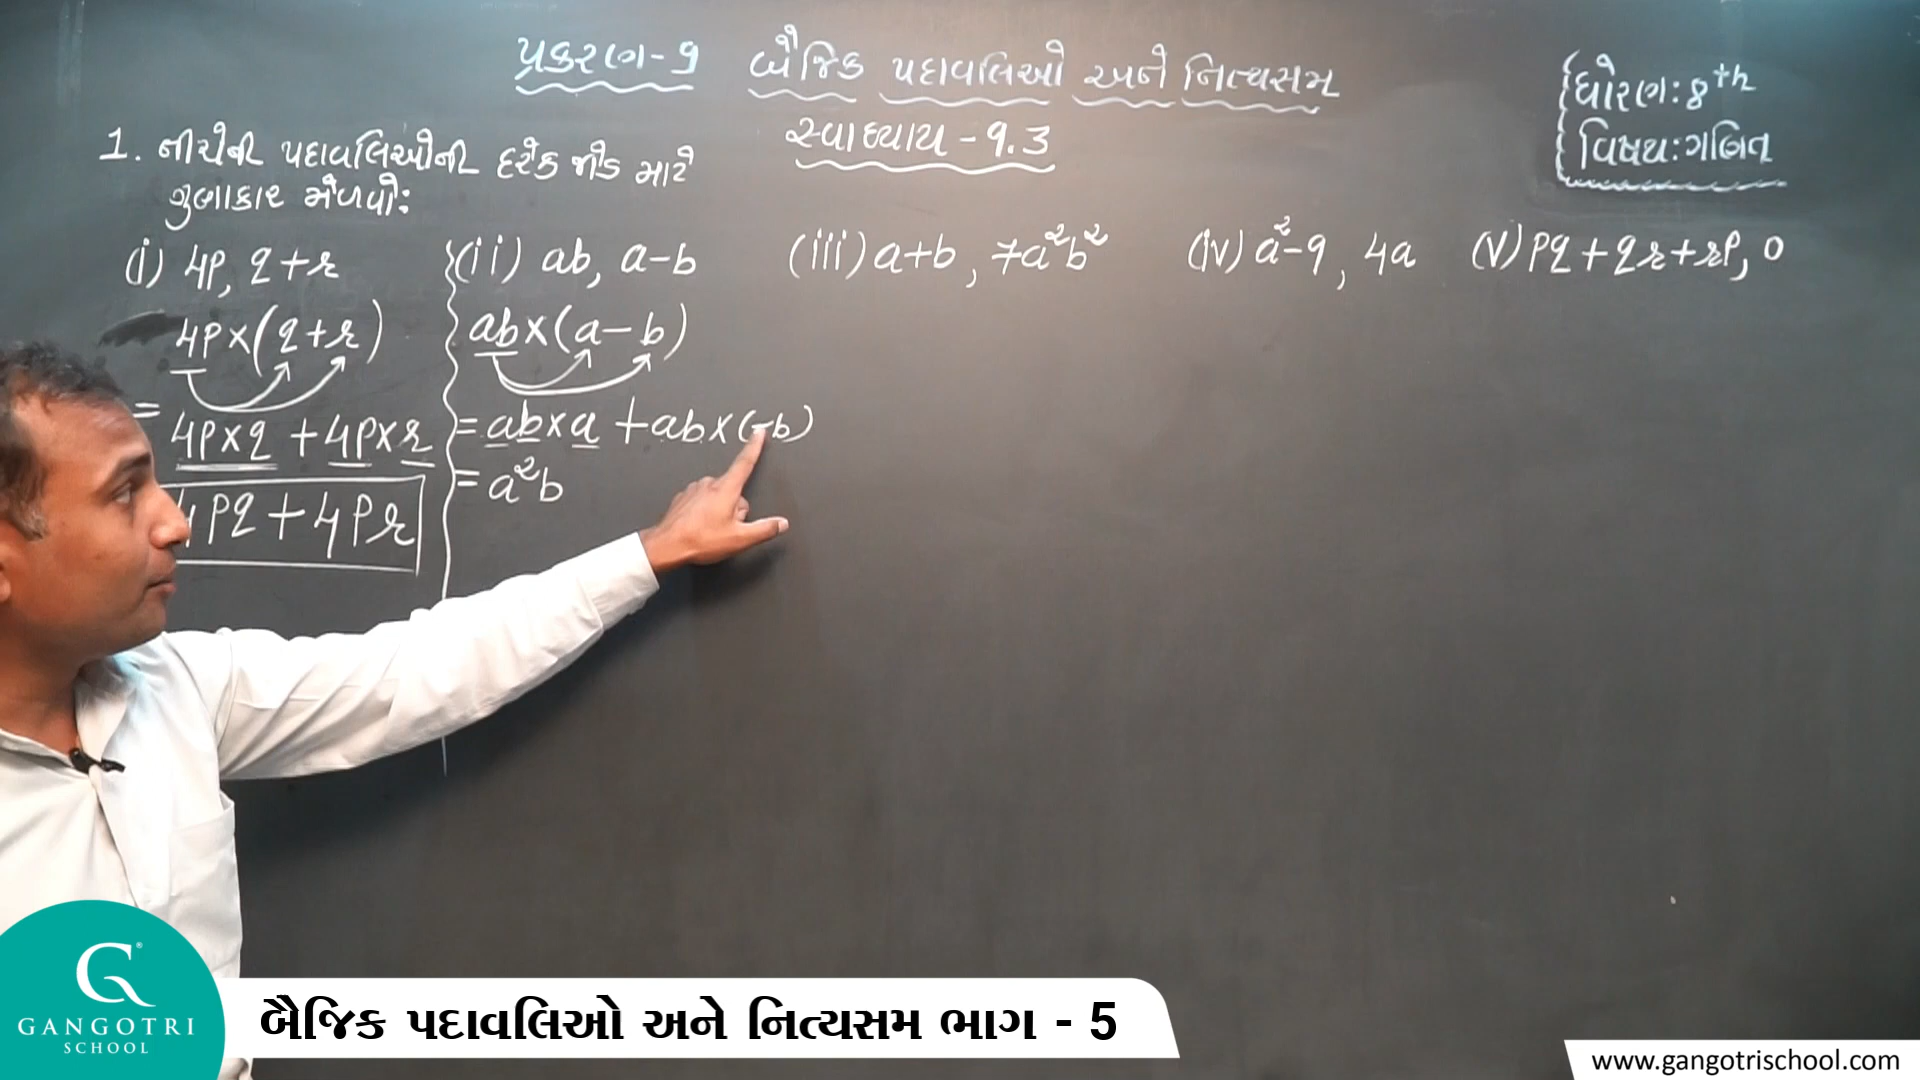 પ્રકરણ-૯ બૈજિક પદાવલિઓ અને નિત્યસમ
ધોરણ:8th
વિષય:ગણિત
સ્વાધ્યાય-૯.3
1. નીચેની પદાવલિઓની દરેક જોડ માટે
ગુણાકાર મેળવો:
(i) 4p, q+r (ii) ab, a-b (iii) a+b, 7a²b² (iv) a²-9, 4a (v) pq+qr+rp, 0
4p×(q+r)
= 4p×q + 4p×r
4pq+4pr
ab×(a-b)
= ab×a + ab×(-b)
= a²b
GANGOTRI
SCHOOL
બૈજિક પદાવલિઓ અને નિત્યસમ ભાગ - 5
www.gangotrischool.com